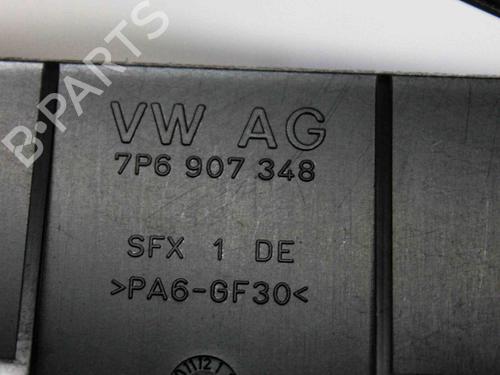 B-PARTS
VW AG
7P6 907 348
SFX 1 DE
>PA6-GF30<